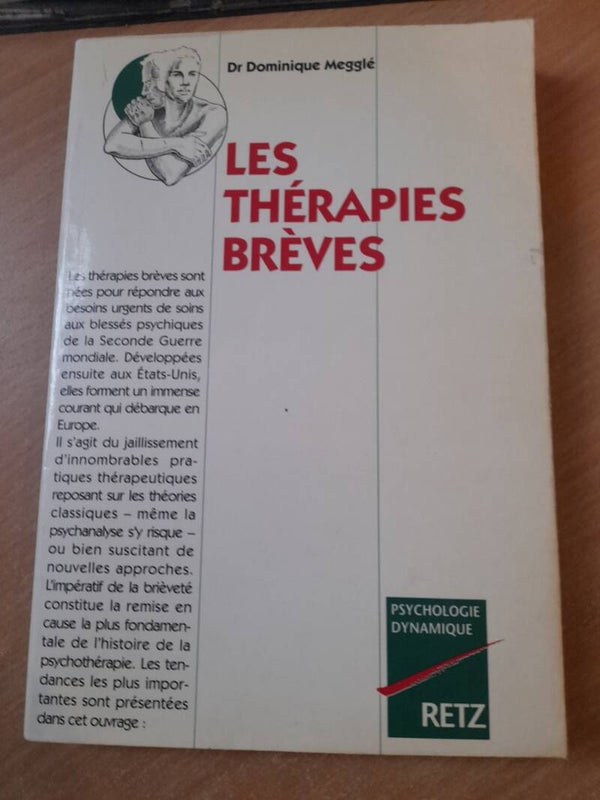 Dr Dominique Megglé
LES
THÉRAPIES
BRÈVES
Les thérapies brèves sont
nées pour répondre aux
besoins urgents de soins
aux blessés psychiques
de la Seconde Guerre
mondiale. Développées
ensuite aux États-Unis,
elles forment un immense
courant qui débarque en
Europe.
Il s'agit du jaillissement
d'innombrables pra-
tiques thérapeutiques
reposant sur les théories
classiques – même la
psychanalyse s'y risque –
ou bien suscitant de
nouvelles approches.
L'impératif de la brièveté
constitue la remise en
cause la plus fondamen-
tale de l'histoire de la
psychothérapie. Les ten-
dances les plus impor-
tantes sont présentées
dans cet ouvrage :
PSYCHOLOGIE
DYNAMIQUE
RETZ